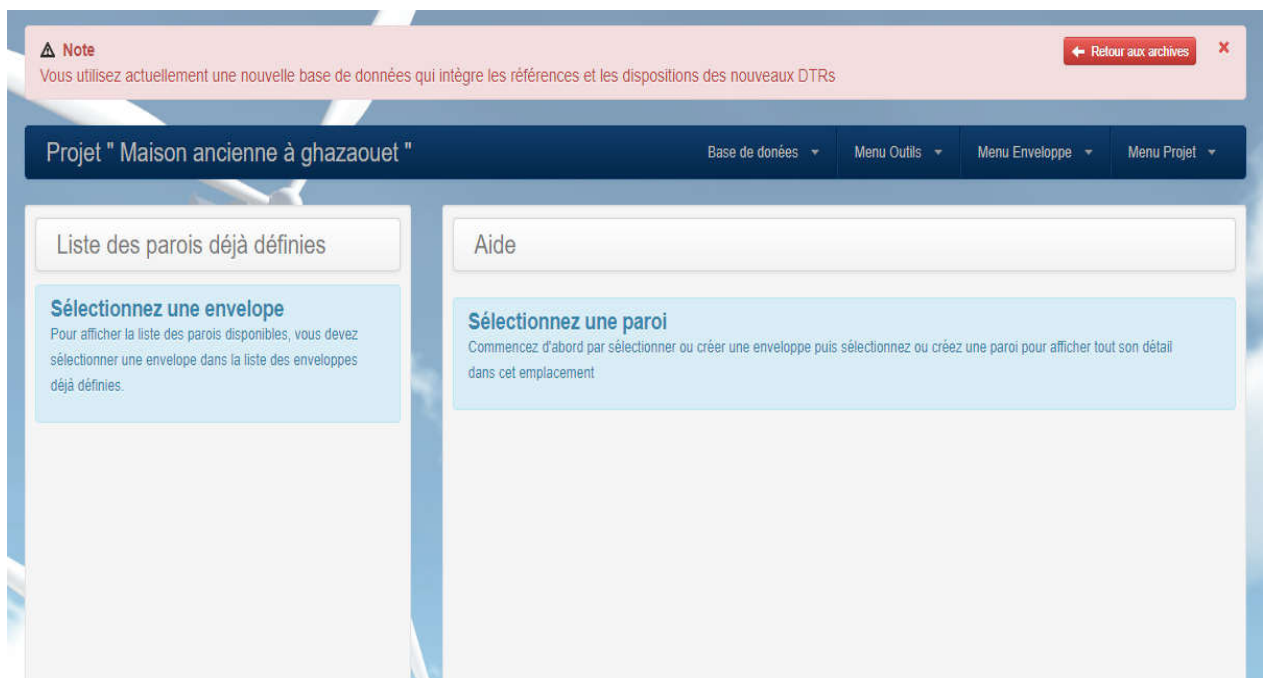 Note
Vous utilisez actuellement une nouvelle base de données qui intègre les références et les dispositions des nouveaux DTRs
Retour aux archives
×
Projet " Maison ancienne à ghazaouet "
Base de donées
Menu Outils
Menu Enveloppe
Menu Projet
Liste des parois déjà définies
Sélectionnez une envelope
Pour afficher la liste des parois disponibles, vous devez
sélectionner une envelope dans la liste des enveloppes
déjà définies.
Aide
Sélectionnez une paroi
Commencez d'abord par sélectionner ou créer une enveloppe puis sélectionnez ou créez une paroi pour afficher tout son détail
dans cet emplacement